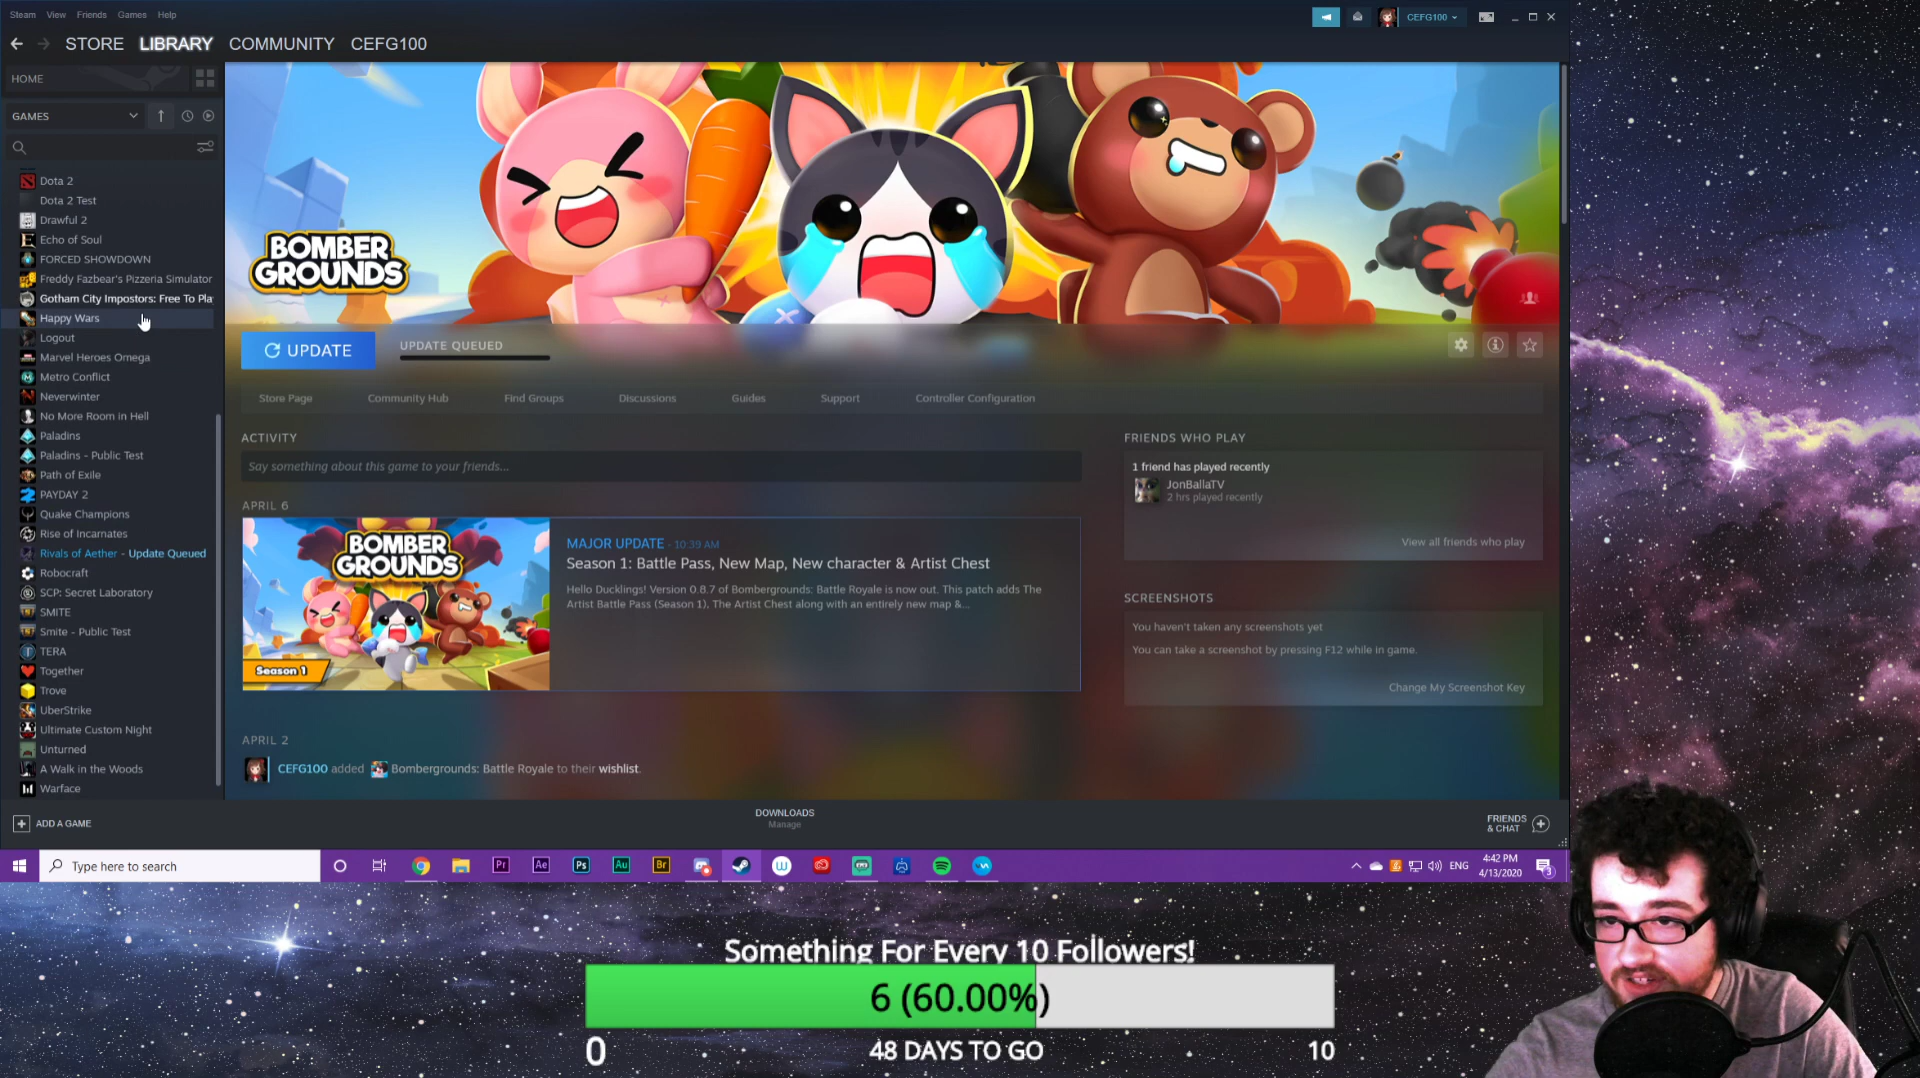 Steam View Friends Games Help
CEFG100
STORE LIBRARY COMMUNITY CEFG100
HOME
GAMES
Dota 2
Dota 2 Test
Drawful 2
Echo of Soul
FORCED SHOWDOWN
Freddy Fazbear's Pizzeria Simulator
Gotham City Impostors: Free To Pla
Happy Wars
Logout
Marvel Heroes Omega
Metro Conflict
Neverwinter
No More Room in Hell
Paladins
Paladins - Public Test
Path of Exile
PAYDAY 2
Quake Champions
Rise of Incarnates
Rivals of Aether - Update Queued
Robocraft
SCP: Secret Laboratory
SMITE
Smite - Public Test
TERA
Together
Trove
UberStrike
Ultimate Custom Night
Unturned
A Walk in the Woods
Warface
BOMBER
GROUNDS
UPDATE
UPDATE QUEUED
Store Page Community Hub Find Groups Discussions Guides Support Controller Configuration
ACTIVITY
Say something about this game to your friends...
APRIL 6
BOMBER
GROUNDS
Season 1
MAJOR UPDATE - 10:39 AM
Season 1: Battle Pass, New Map, New character & Artist Chest
Hello Ducklings! Version 0.8.7 of Bombergrounds: Battle Royale is now out. This patch adds The
Artist Battle Pass (Season 1), The Artist Chest along with an entirely new map &...
APRIL 2
CEFG100 added Bombergrounds: Battle Royale to their wishlist.
FRIENDS WHO PLAY
1 friend has played recently
JonBallaTV
2 hrs played recently
View all friends who play
SCREENSHOTS
You haven't taken any screenshots yet
You can take a screenshot by pressing F12 while in game.
Change My Screenshot Key
ADD A GAME
DOWNLOADS
Manage
FRIENDS
& CHAT
Type here to search
Pr Ae Ps Au Br W
ENG
4:42 PM
4/13/2020
3
Something For Every 10 Followers!
6 (60.00%)
0 48 DAYS TO GO 10